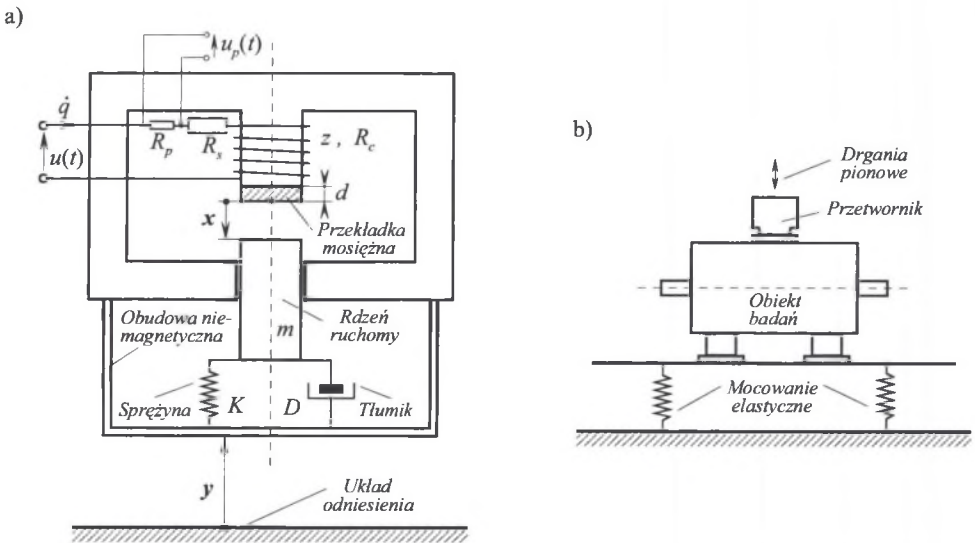 a)
u_p(t)
q̇
R_p
R_s
z , R_c
u(t)
d
x
Przekładka
mosiężna
Obudowa nie-
magnetyczna
m
Rdzeń
ruchomy
Sprężyna
K
D
Tłumik
y
Układ
odniesienia
b)
Drgania
pionowe
Przetwornik
Obiekt
badań
Mocowanie
elastyczne